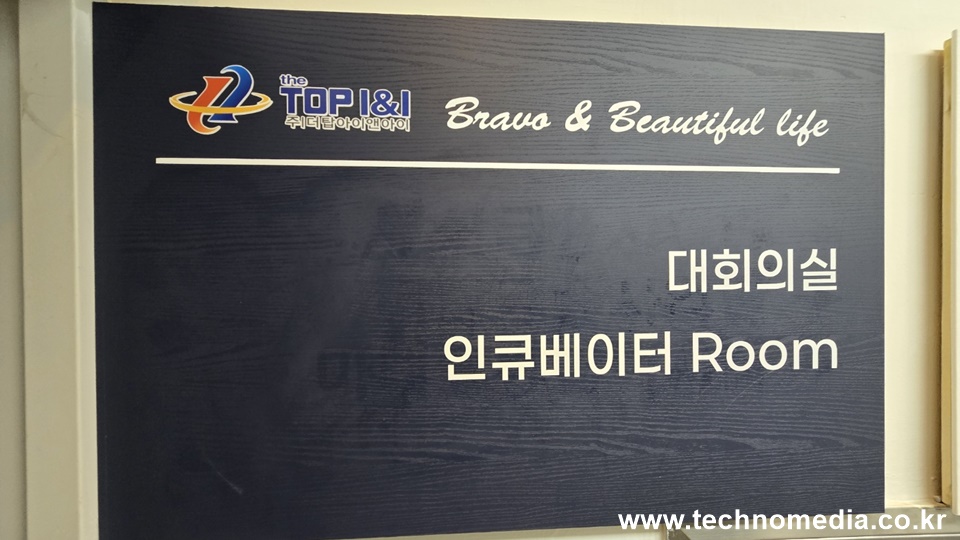 the
TOP I&I
주)더탑아이앤아이
Bravo & Beautiful life
대회의실
인큐베이터 Room
www.technomedia.co.kr